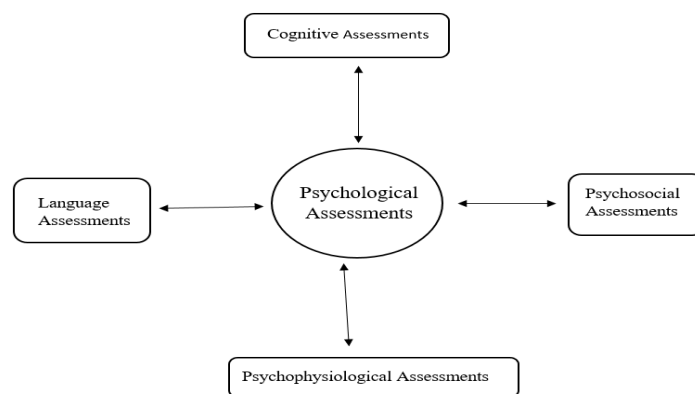 Cognitive Assessments
Language
Assessments
Psychological
Assessments
Psychosocial
Assessments
Psychophysiological Assessments